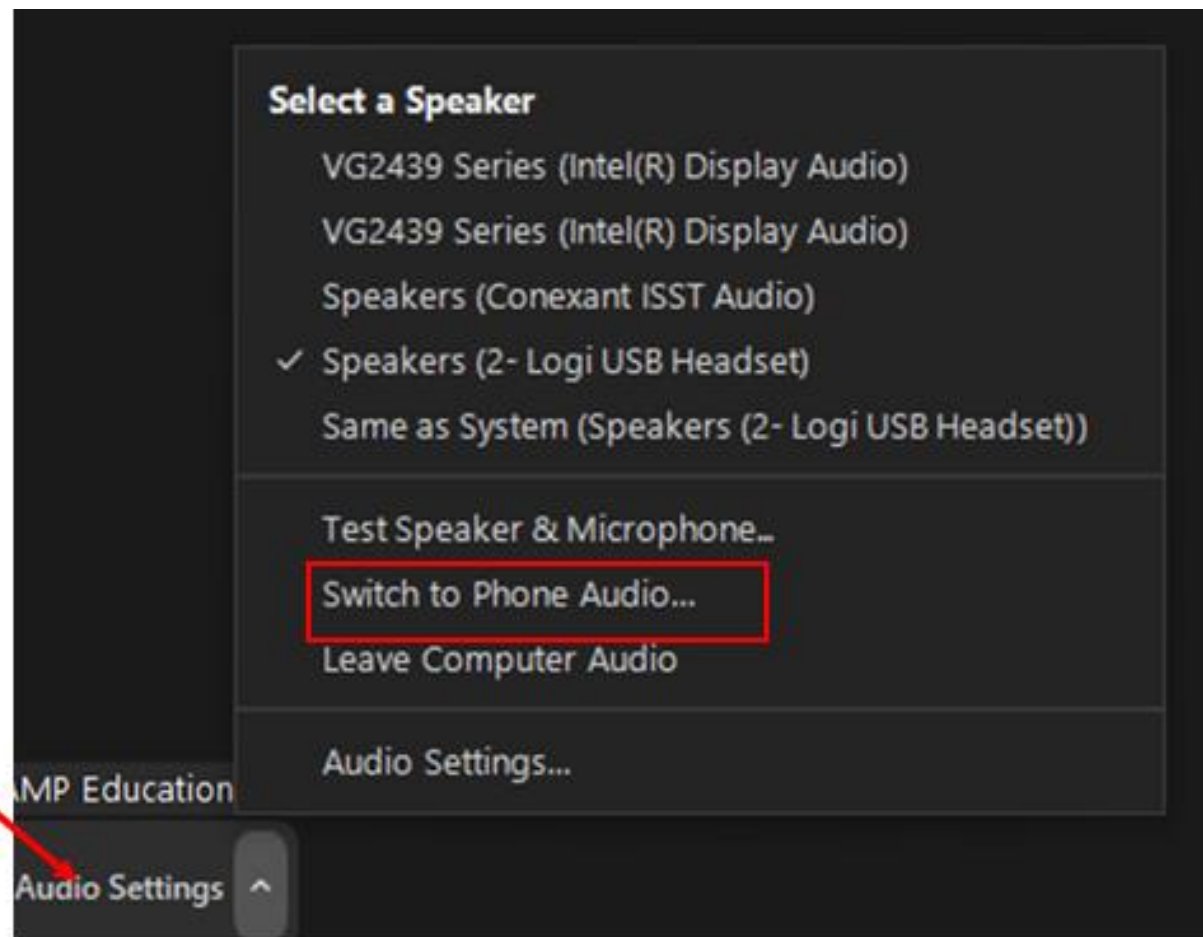 Select a Speaker
VG2439 Series (Intel(R) Display Audio)
VG2439 Series (Intel(R) Display Audio)
Speakers (Conexant ISST Audio)
✓ Speakers (2- Logi USB Headset)
Same as System (Speakers (2- Logi USB Headset))
Test Speaker & Microphone...
Switch to Phone Audio...
Leave Computer Audio
Audio Settings...
MP Education
Audio Settings ^